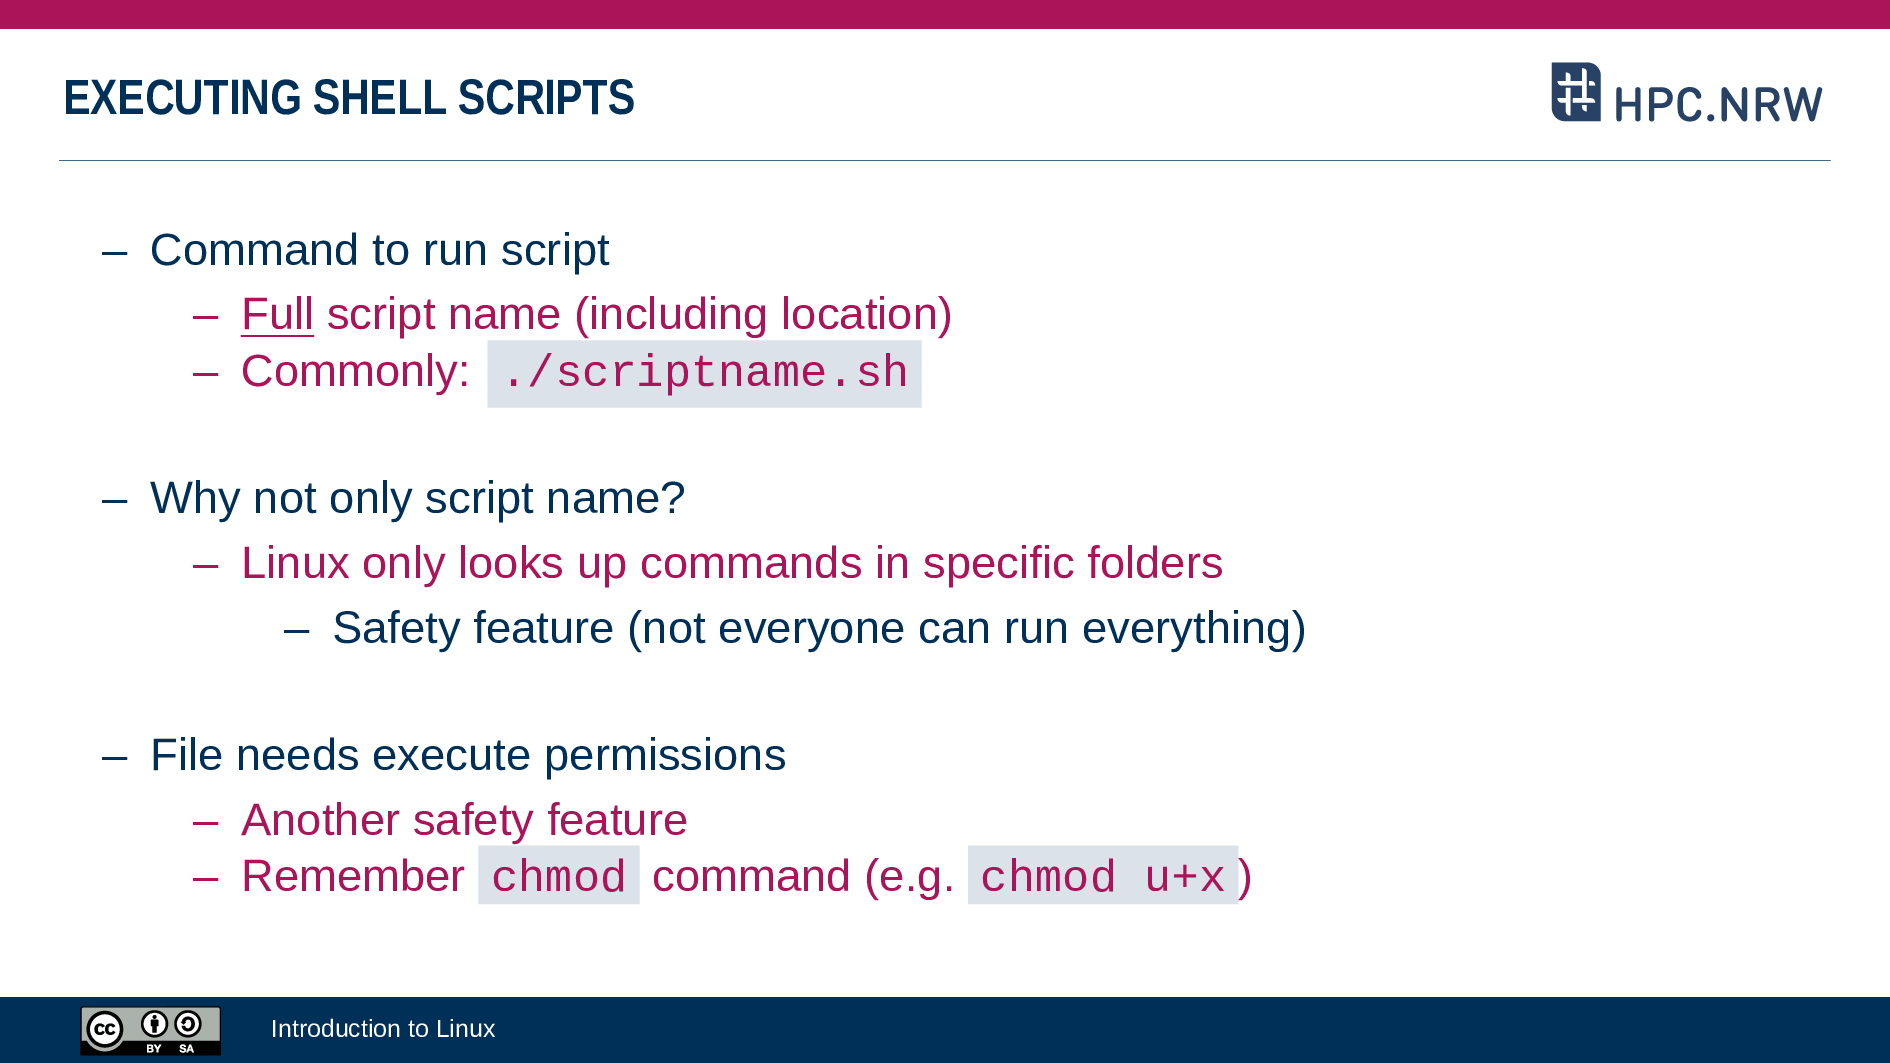 EXECUTING SHELL SCRIPTS
HPC.NRW
– Command to run script
– Full script name (including location)
– Commonly: ./scriptname.sh
– Why not only script name?
– Linux only looks up commands in specific folders
– Safety feature (not everyone can run everything)
– File needs execute permissions
– Another safety feature
– Remember chmod command (e.g. chmod u+x)
cc BY SA
Introduction to Linux